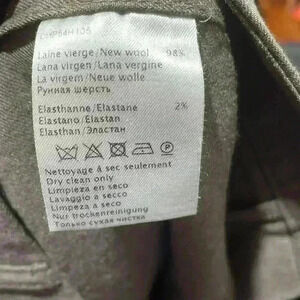 Laine vierge/New wool 98%
Lana virgen/Lana vergine
La virgem/Neue wolle
Рунная шерсть
Elasthanne/Elastane 2%
Elastano/Elastan
Elasthan/Эластан
Nettoyage à sec seulement
Dry clean only
Limpieza en seco
Lavaggio a secco
Limpeza à seco
Nur trockenreinigung
Только сухая чистка